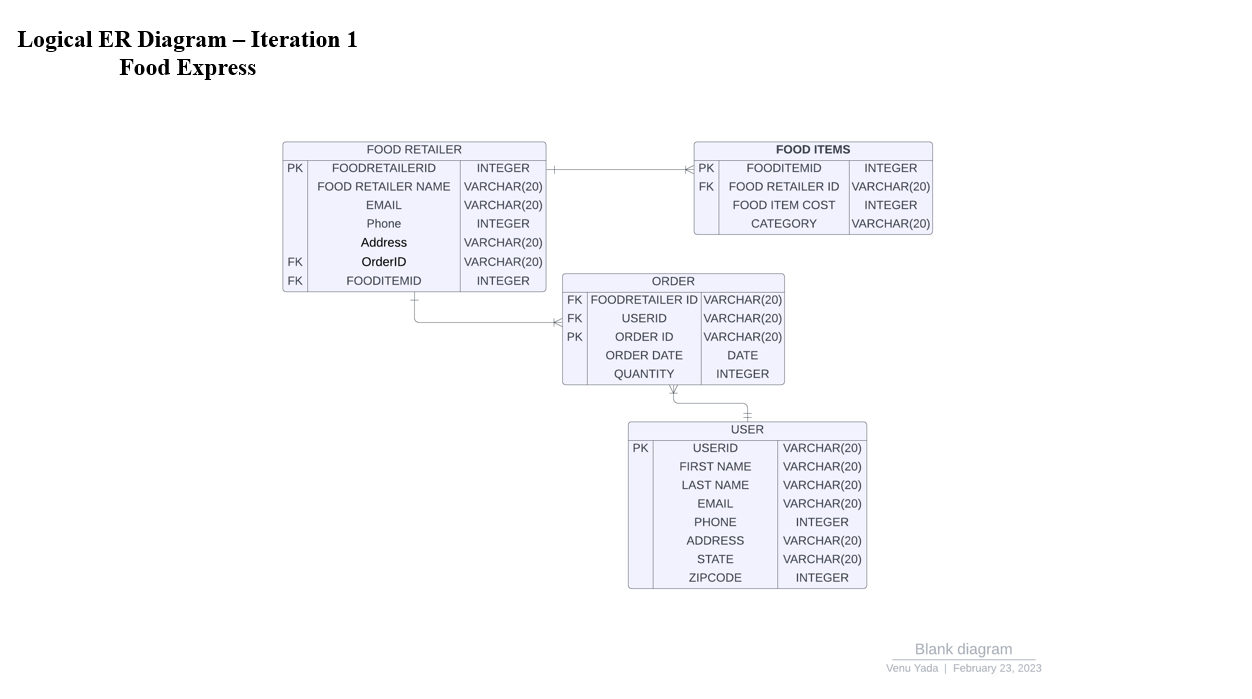 Logical ER Diagram – Iteration 1
Food Express
FOOD RETAILER
PK FOODRETAILERID INTEGER
FOOD RETAILER NAME VARCHAR(20)
EMAIL VARCHAR(20)
Phone INTEGER
Address VARCHAR(20)
FK OrderID VARCHAR(20)
FK FOODITEMID INTEGER
FOOD ITEMS
PK FOODITEMID INTEGER
FK FOOD RETAILER ID VARCHAR(20)
FOOD ITEM COST INTEGER
CATEGORY VARCHAR(20)
ORDER
FK FOODRETAILER ID VARCHAR(20)
FK USERID VARCHAR(20)
PK ORDER ID VARCHAR(20)
ORDER DATE DATE
QUANTITY INTEGER
USER
PK USERID VARCHAR(20)
FIRST NAME VARCHAR(20)
LAST NAME VARCHAR(20)
EMAIL VARCHAR(20)
PHONE INTEGER
ADDRESS VARCHAR(20)
STATE VARCHAR(20)
ZIPCODE INTEGER
Blank diagram
Venu Yada | February 23, 2023